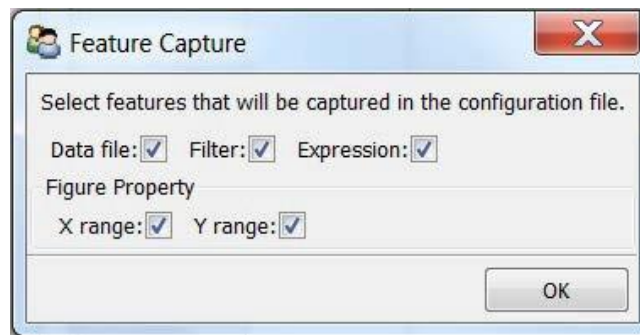 Feature Capture
Select features that will be captured in the configuration file.
Data file: Filter: Expression:
Figure Property
X range: Y range:
OK